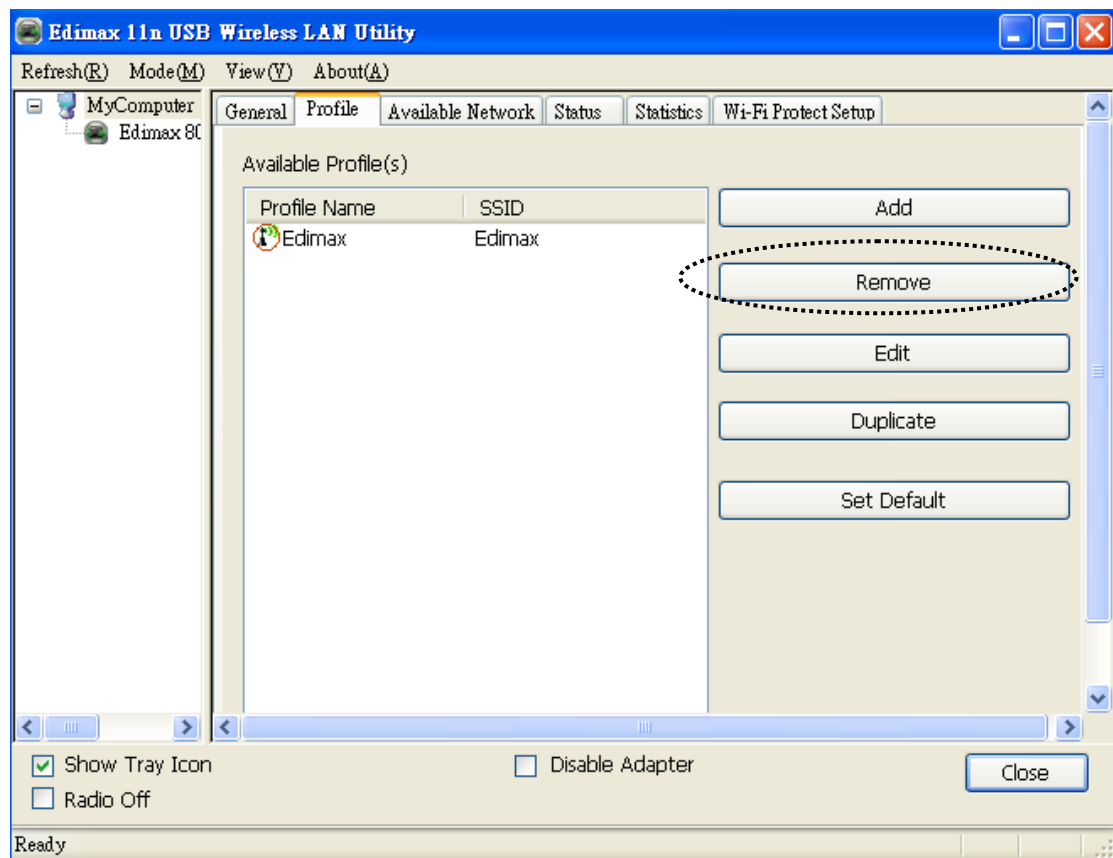 Edimax 11n USB Wireless LAN Utility
Refresh(R) Mode(M) View(V) About(A)
MyComputer
Edimax 80
General Profile Available Network Status Statistics Wi-Fi Protect Setup
Available Profile(s)
Profile Name SSID
Edimax Edimax
Add
Remove
Edit
Duplicate
Set Default
Show Tray Icon Disable Adapter
Radio Off
Close
Ready